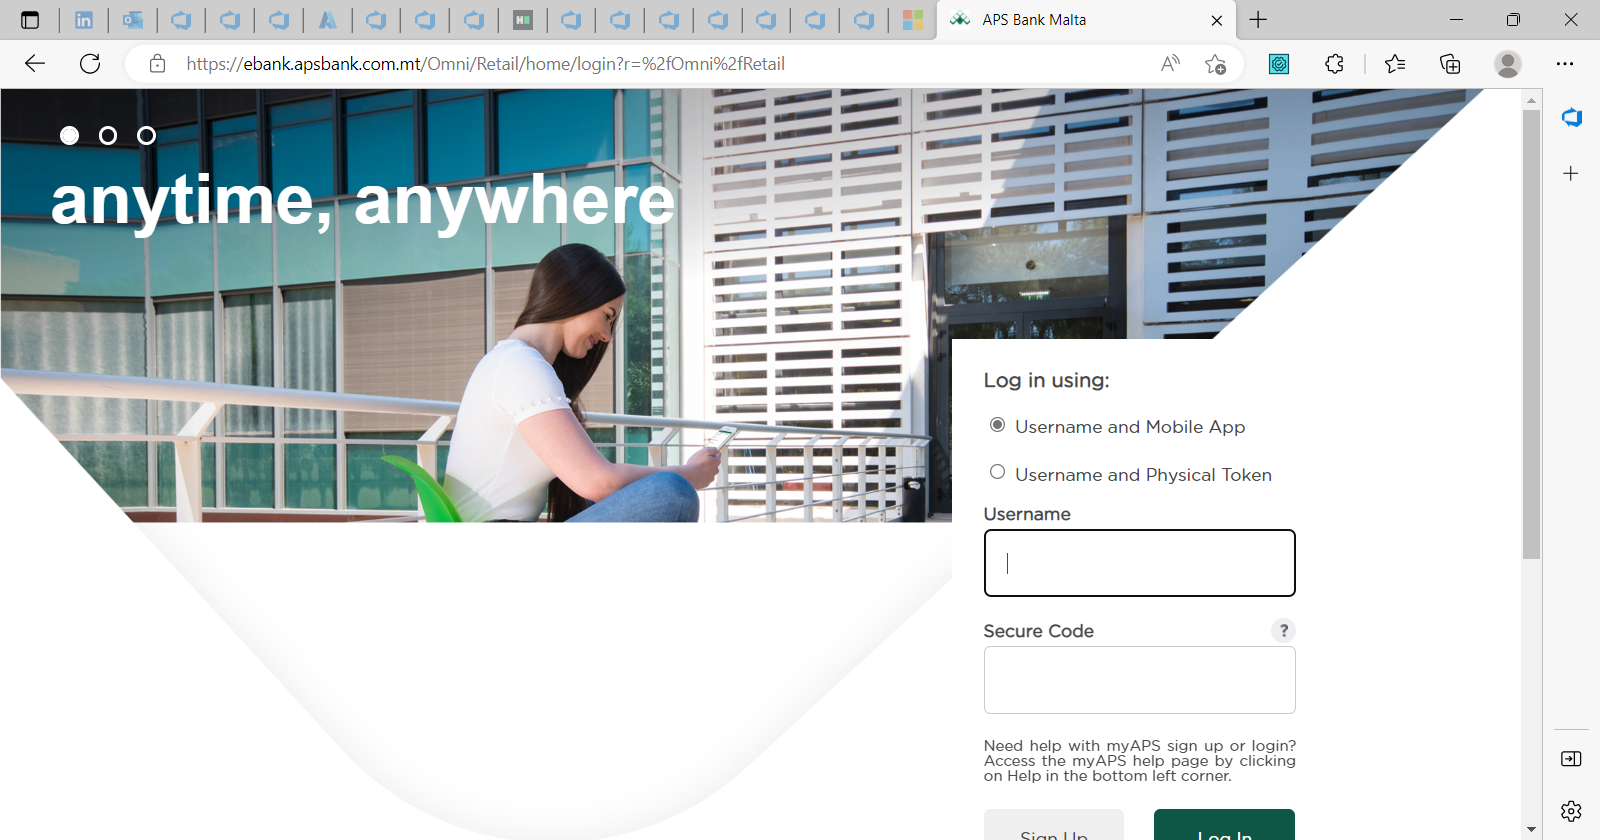 APS Bank Malta
https://ebank.apsbank.com.mt/Omni/Retail/home/login?r=%2fOmni%2fRetail
anytime, anywhere
Log in using:
Username and Mobile App
Username and Physical Token
Username
Secure Code
?
Need help with myAPS sign up or login?
Access the myAPS help page by clicking
on Help in the bottom left corner.
Sign Up
Log In